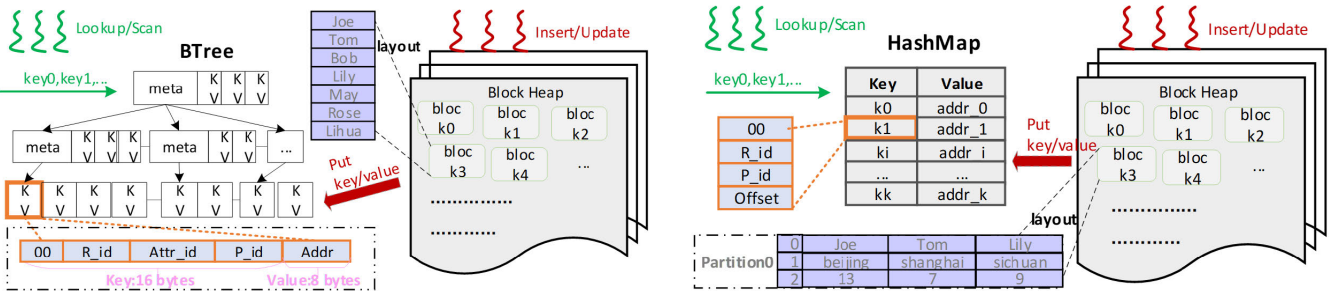 Lookup/Scan
BTree
key0,key1,...
meta
K K K
V V V
meta
K K K
V V V
meta
K K
V V
...
K K K K K K K K
V V V V V V V V
00 R_id Attr_id P_id Addr
Key:16 bytes Value:8 bytes
Joe
Tom
Bob
Lily
May
Rose
Lihua
layout
Insert/Update
Block Heap
bloc
k0
bloc
k1
bloc
k2
bloc
k3
bloc
k4
...
...............
............
Put
key/value
Lookup/Scan
HashMap
key0,key1,...
Key Value
k0 addr_0
k1 addr_1
ki addr_i
... ...
kk addr_k
00
R_id
P_id
Offset
Put
key/value
Insert/Update
Block Heap
bloc
k0
bloc
k1
bloc
k2
bloc
k3
bloc
k4
...
...............
............
layout
Partition0
0 Joe Tom Lily
1 beijing shanghai sichuan
2 13 7 9